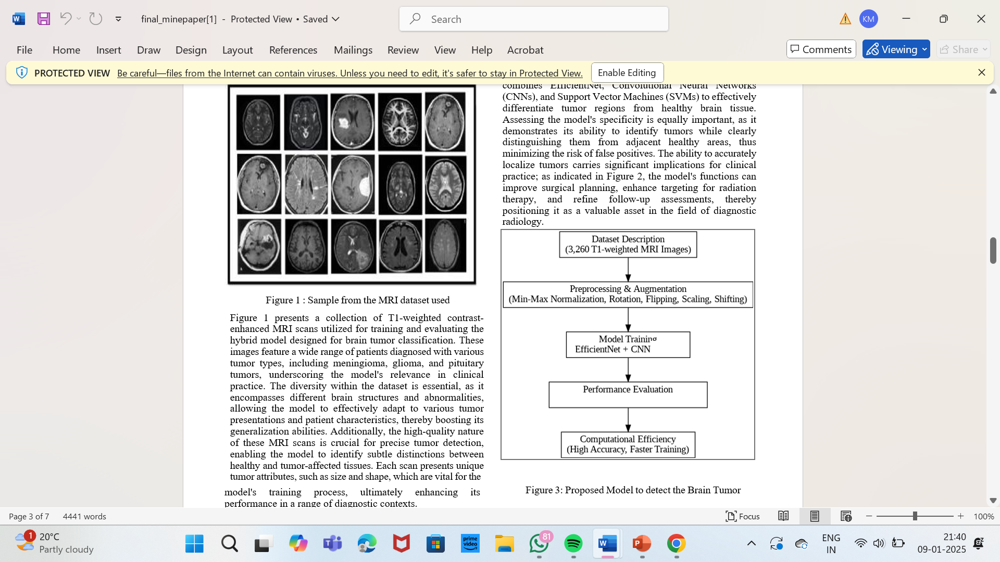 final_minepaper[1] - Protected View • Saved
Search
KM
File Home Insert Draw Design Layout References Mailings Review View Help Acrobat
Comments Viewing Share
PROTECTED VIEW Be careful—files from the Internet can contain viruses. Unless you need to edit, it's safer to stay in Protected View. Enable Editing
Figure 1 : Sample from the MRI dataset used
Figure 1 presents a collection of T1-weighted contrast-
enhanced MRI scans utilized for training and evaluating the
hybrid model designed for brain tumor classification. These
images feature a wide range of patients diagnosed with various
tumor types, including meningioma, glioma, and pituitary
tumors, underscoring the model's relevance in clinical
practice. The diversity within the dataset is essential, as it
encompasses different brain structures and abnormalities,
allowing the model to effectively adapt to various tumor
presentations and patient characteristics, thereby boosting its
generalization abilities. Additionally, the high-quality nature
of these MRI scans is crucial for precise tumor detection,
enabling the model to identify subtle distinctions between
healthy and tumor-affected tissues. Each scan presents unique
tumor attributes, such as size and shape, which are vital for the
model's training process, ultimately enhancing its
performance in a range of diagnostic contexts.
combines EfficientNet, Convolutional Neural Networks
(CNNs), and Support Vector Machines (SVMs) to effectively
differentiate tumor regions from healthy brain tissue.
Assessing the model's specificity is equally important, as it
demonstrates its ability to identify tumors while clearly
distinguishing them from adjacent healthy areas, thus
minimizing the risk of false positives. The ability to accurately
localize tumors carries significant implications for clinical
practice; as indicated in Figure 2, the model's functions can
improve surgical planning, enhance targeting for radiation
therapy, and refine follow-up assessments, thereby
positioning it as a valuable asset in the field of diagnostic
radiology.
Dataset Description
(3,260 T1-weighted MRI Images)
Preprocessing & Augmentation
(Min-Max Normalization, Rotation, Flipping, Scaling, Shifting)
Model Training
EfficientNet + CNN
Performance Evaluation
Computational Efficiency
(High Accuracy, Faster Training)
Figure 3: Proposed Model to detect the Brain Tumor
Page 3 of 7 4441 words
Focus
100%
1
20°C
Partly cloudy
prime video
81
ENG
IN
21:40
09-01-2025